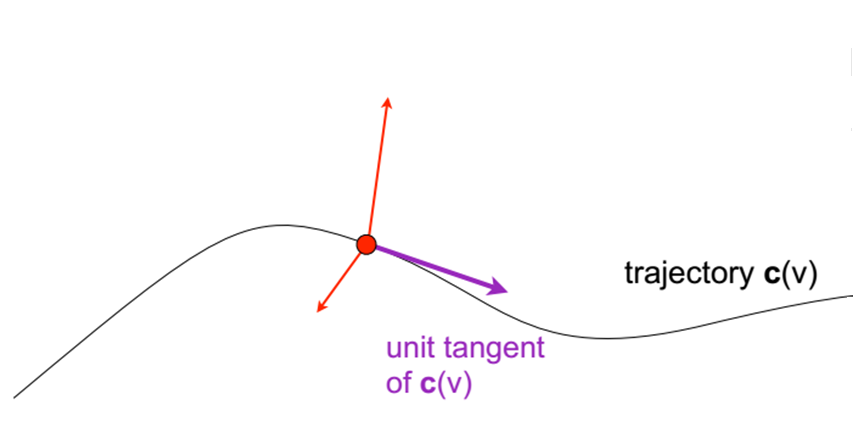 trajectory c(v)
unit tangent
of c(v)